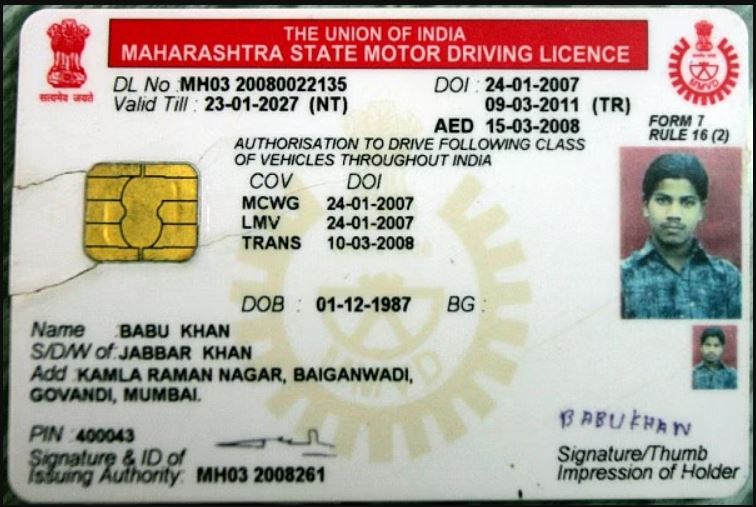 THE UNION OF INDIA
MAHARASHTRA STATE MOTOR DRIVING LICENCE
सत्यमेव जयते
DL No : MH03 20080022135 DOI : 24-01-2007
Valid Till : 23-01-2027 (NT) 09-03-2011 (TR)
AED 15-03-2008
FORM 7
RULE 16 (2)
AUTHORISATION TO DRIVE FOLLOWING CLASS
OF VEHICLES THROUGHOUT INDIA
COV DOI
MCWG 24-01-2007
LMV 24-01-2007
TRANS 10-03-2008
DOB : 01-12-1987 BG :
Name : BABU KHAN
S/D/W of : JABBAR KHAN
Add : KAMLA RAMAN NAGAR, BAIGANWADI,
GOVANDI, MUMBAI.
PIN : 400043
Signature & ID of
Issuing Authority: MH03 2008261
BABUKHAN
Signature/Thumb
Impression of Holder
MMVD